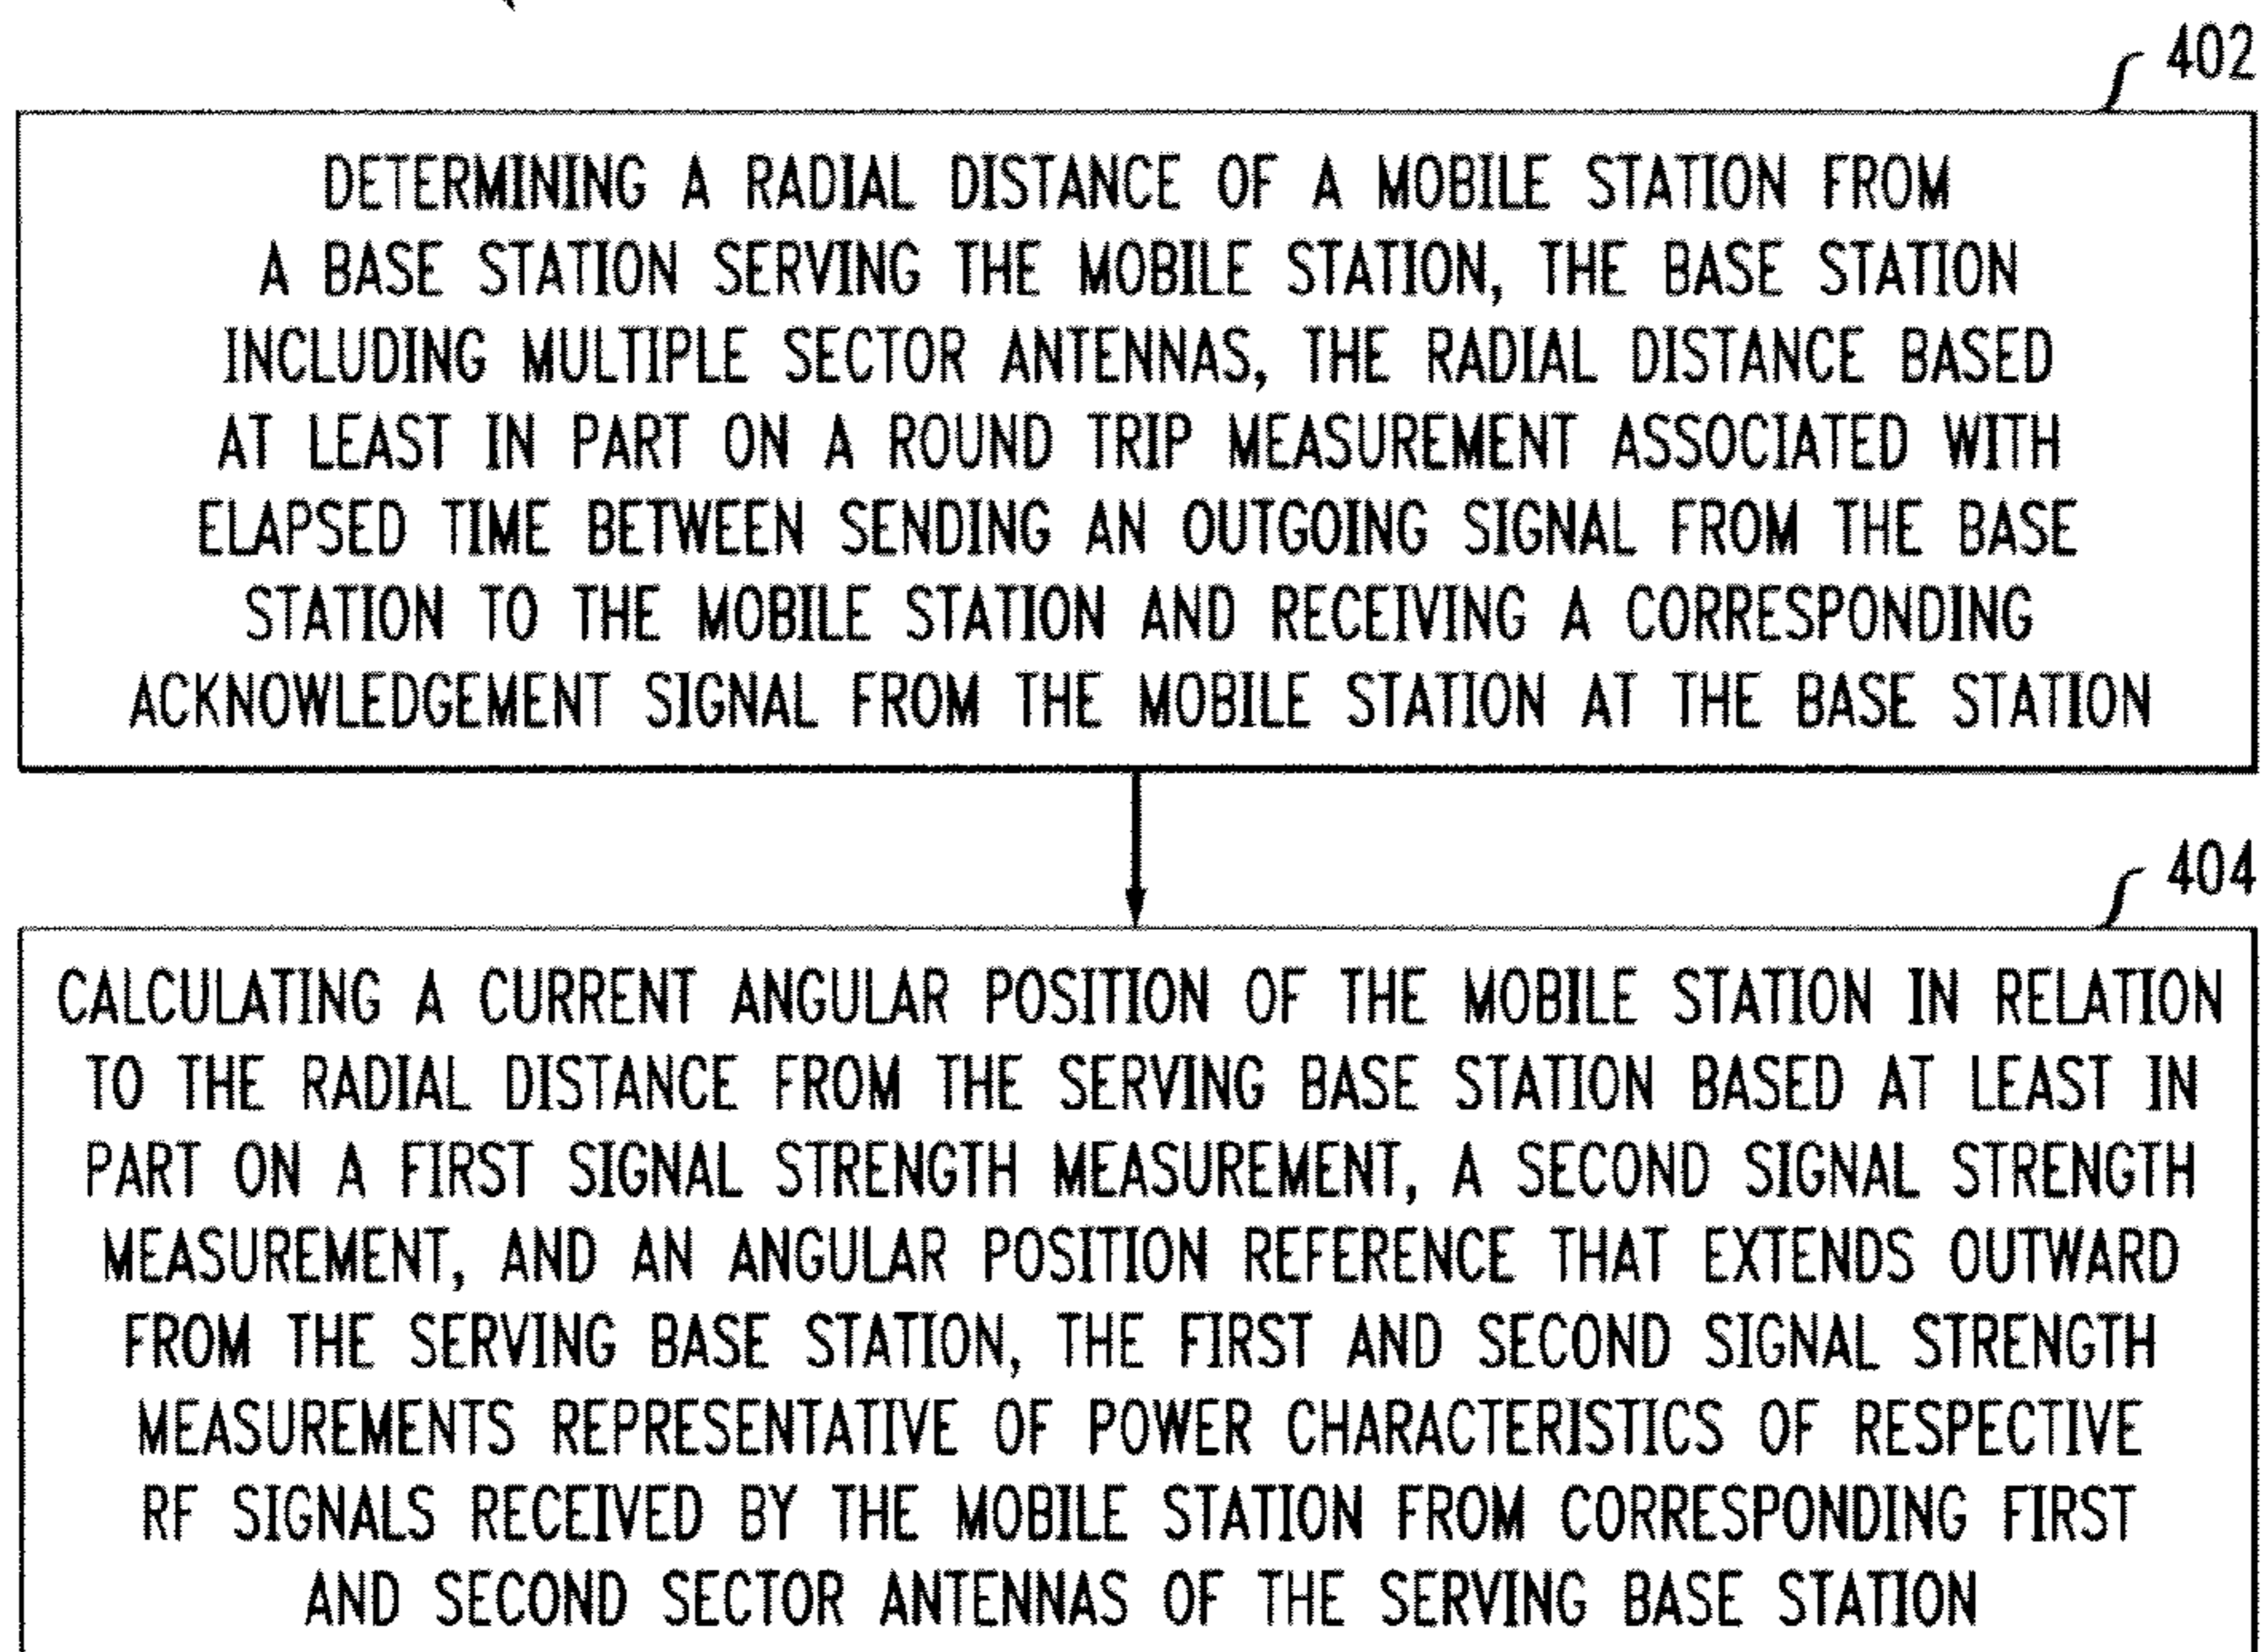 402
DETERMINING A RADIAL DISTANCE OF A MOBILE STATION FROM
A BASE STATION SERVING THE MOBILE STATION, THE BASE STATION
INCLUDING MULTIPLE SECTOR ANTENNAS, THE RADIAL DISTANCE BASED
AT LEAST IN PART ON A ROUND TRIP MEASUREMENT ASSOCIATED WITH
ELAPSED TIME BETWEEN SENDING AN OUTGOING SIGNAL FROM THE BASE
STATION TO THE MOBILE STATION AND RECEIVING A CORRESPONDING
ACKNOWLEDGEMENT SIGNAL FROM THE MOBILE STATION AT THE BASE STATION
404
CALCULATING A CURRENT ANGULAR POSITION OF THE MOBILE STATION IN RELATION
TO THE RADIAL DISTANCE FROM THE SERVING BASE STATION BASED AT LEAST IN
PART ON A FIRST SIGNAL STRENGTH MEASUREMENT, A SECOND SIGNAL STRENGTH
MEASUREMENT, AND AN ANGULAR POSITION REFERENCE THAT EXTENDS OUTWARD
FROM THE SERVING BASE STATION, THE FIRST AND SECOND SIGNAL STRENGTH
MEASUREMENTS REPRESENTATIVE OF POWER CHARACTERISTICS OF RESPECTIVE
RF SIGNALS RECEIVED BY THE MOBILE STATION FROM CORRESPONDING FIRST
AND SECOND SECTOR ANTENNAS OF THE SERVING BASE STATION